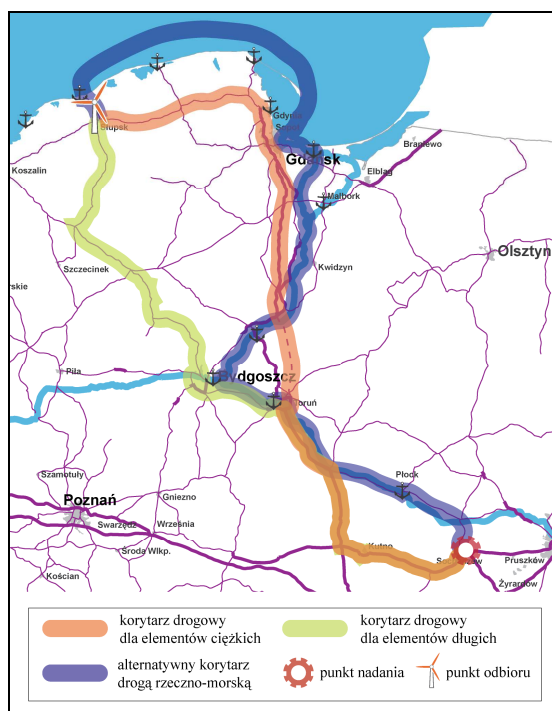 Słupsk
Gdynia
Sopot
Gdańsk
Braniewo
Elbląg
Koszalin
Malbork
Olsztyn
Szczecinek
Kwidzyn
Piła
Bydgoszcz
Toruń
Szamotuły
Płock
Gniezno
Poznań
Swarzędz
Września
Środa Wlkp.
Kutno
Pruszków
Kościan
Żyrardów
korytarz drogowy
dla elementów ciężkich
korytarz drogowy
dla elementów długich
alternatywny korytarz
drogą rzeczno-morską
punkt nadania
punkt odbioru